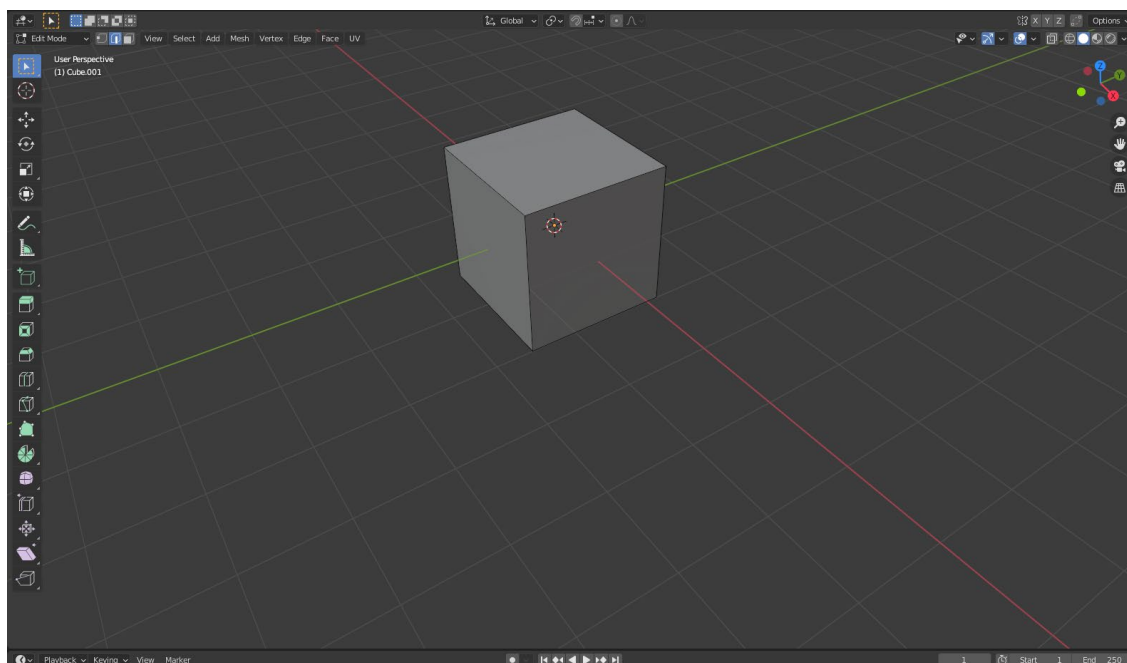 Global
X Y Z
Options
Edit Mode
View Select Add Mesh Vertex Edge Face UV
User Perspective
(1) Cube.001
Z
Y
X
Playback Keying View Marker
1
Start 1
End 250